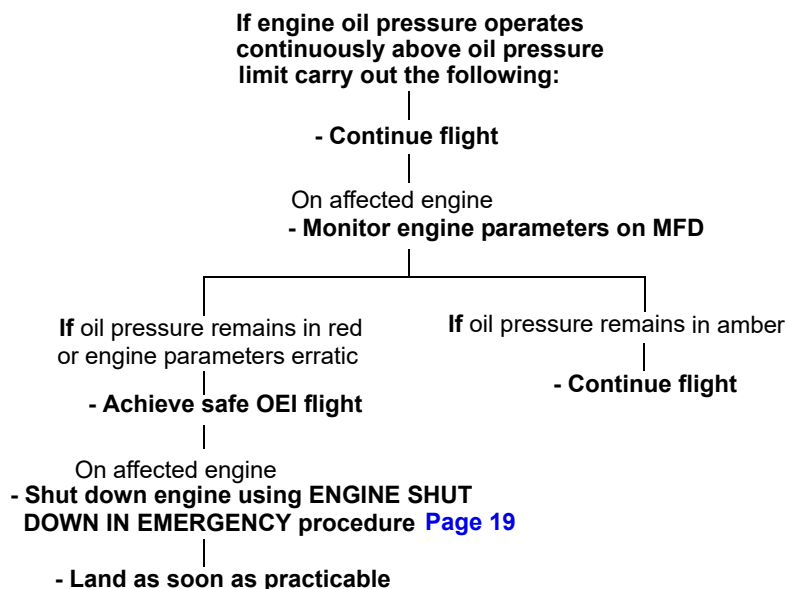 If engine oil pressure operates
continuously above oil pressure
limit carry out the following:
- Continue flight
On affected engine
- Monitor engine parameters on MFD
If oil pressure remains in red
or engine parameters erratic
- Achieve safe OEI flight
On affected engine
- Shut down engine using ENGINE SHUT
DOWN IN EMERGENCY procedure Page 19
- Land as soon as practicable
If oil pressure remains in amber
- Continue flight